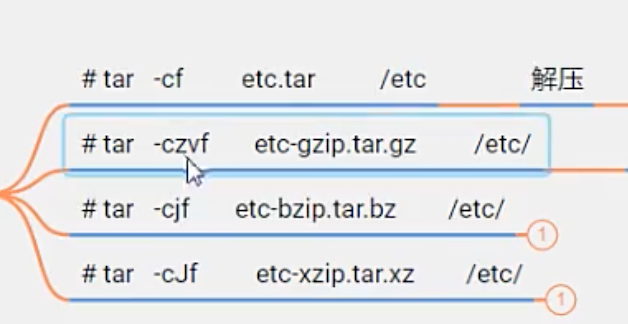 # tar -cf etc.tar /etc 解压
# tar -czvf etc-gzip.tar.gz /etc/
# tar -cjf etc-bzip.tar.bz /etc/ 1
# tar -cJf etc-xzip.tar.xz /etc/ 1